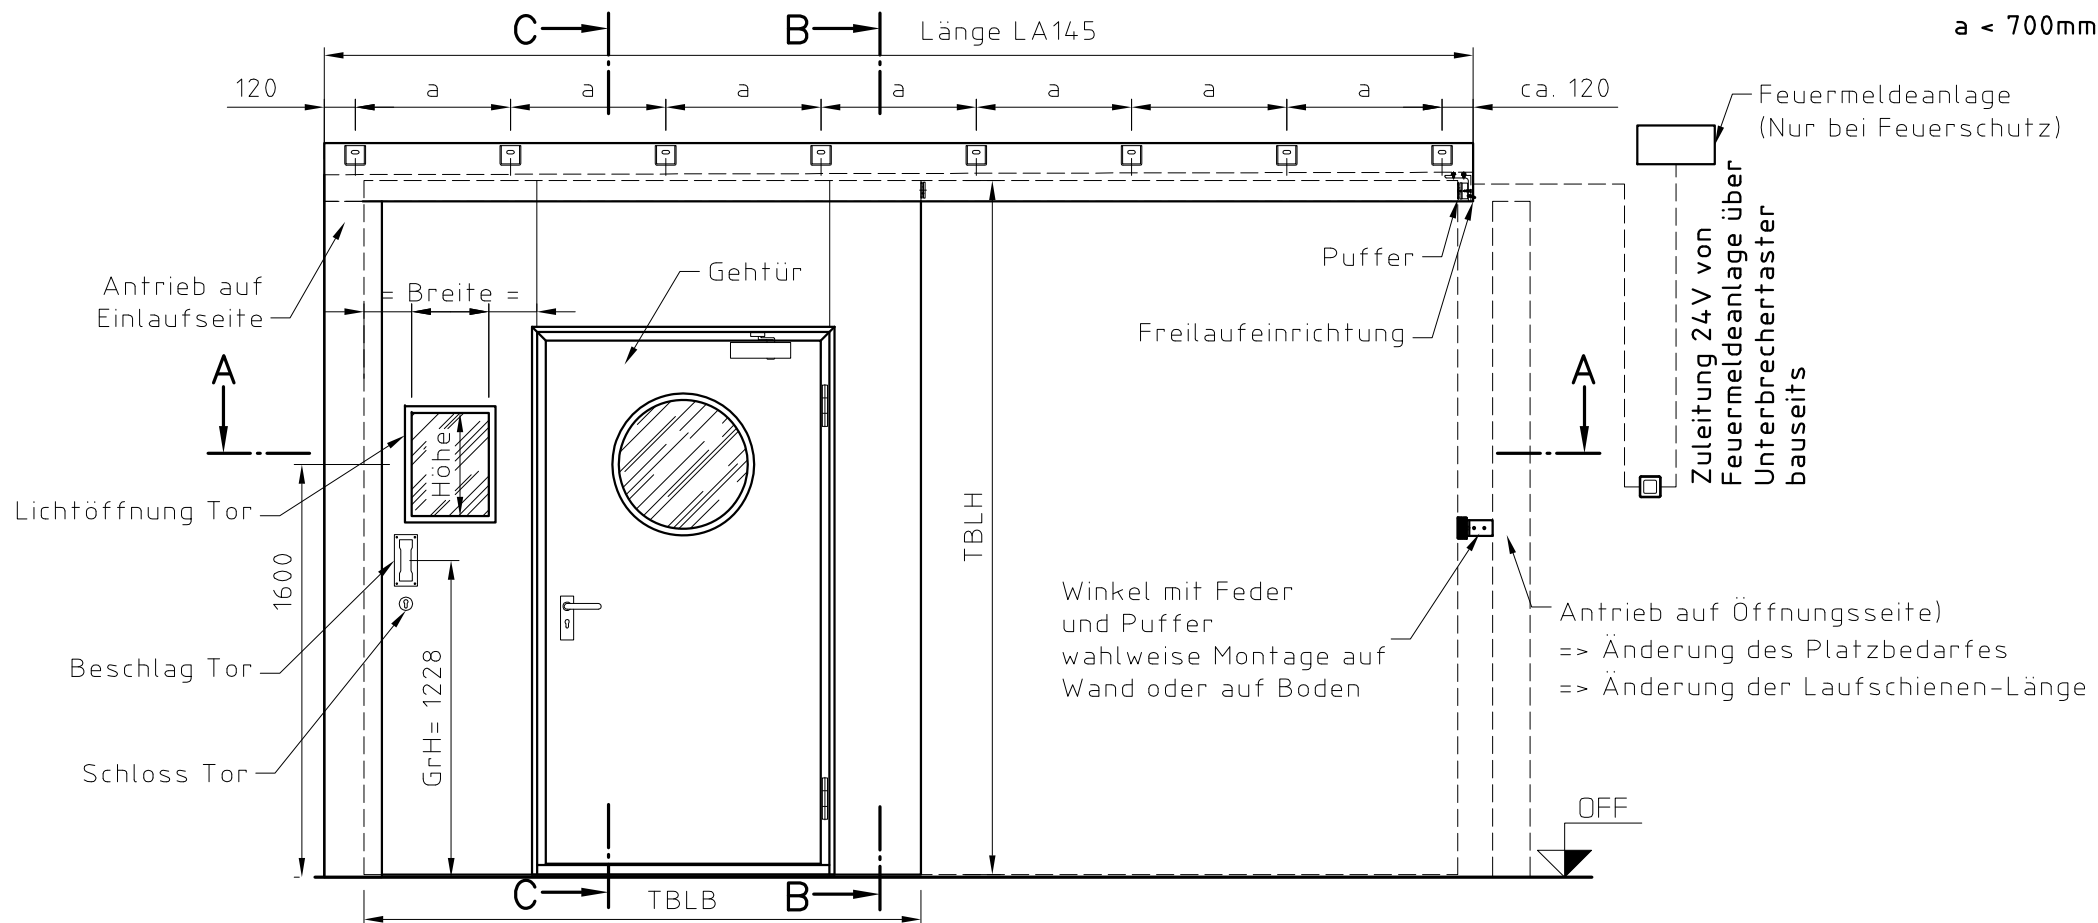 C
B
Länge LA145
a < 700mm
120
a
a
a
a
a
a
a
ca. 120
Feuermeldeanlage
(Nur bei Feuerschutz)
Zuleitung 24V von
Feuermeldeanlage über
Unterbrechertaster
bauseits
Puffer
Freilaufeinrichtung
Antrieb auf
Einlaufseite
= Breite =
Gehtür
A
A
Höhe
Lichtöffnung Tor
1600
TBLH
Beschlag Tor
GrH= 1228
Schloss Tor
Winkel mit Feder
und Puffer
wahlweise Montage auf
Wand oder auf Boden
Antrieb auf Öffnungsseite)
=> Änderung des Platzbedarfes
=> Änderung der Laufschienen-Länge
OFF
C
TBLB
B